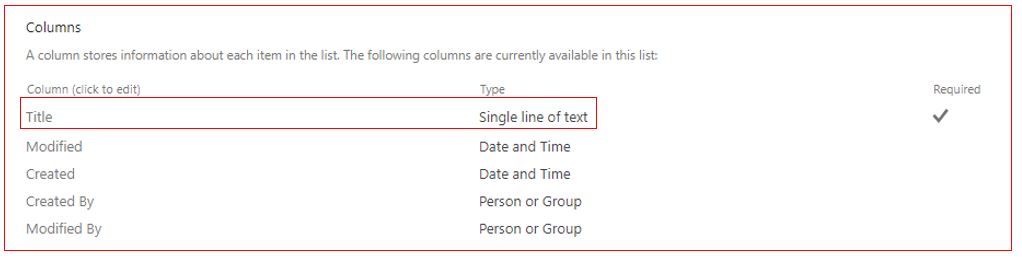 Columns
A column stores information about each item in the list. The following columns are currently available in this list:
Column (click to edit) Type Required
Title Single line of text
Modified Date and Time
Created Date and Time
Created By Person or Group
Modified By Person or Group